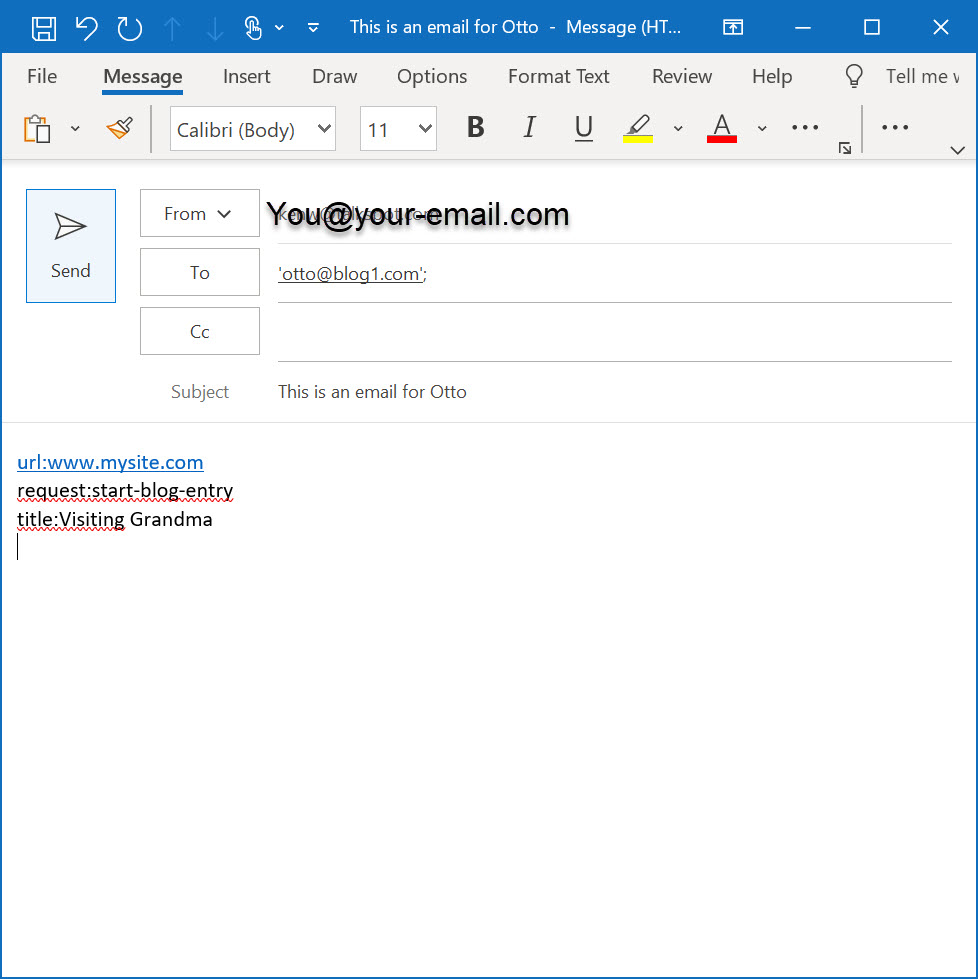 This is an email for Otto - Message (HT...
File Message Insert Draw Options Format Text Review Help Tell me
Calibri (Body) 11 B I U A
From You@your-email.com
Send
To 'otto@blog1.com';
Cc
Subject This is an email for Otto
url:www.mysite.com
request:start-blog-entry
title:Visiting Grandma